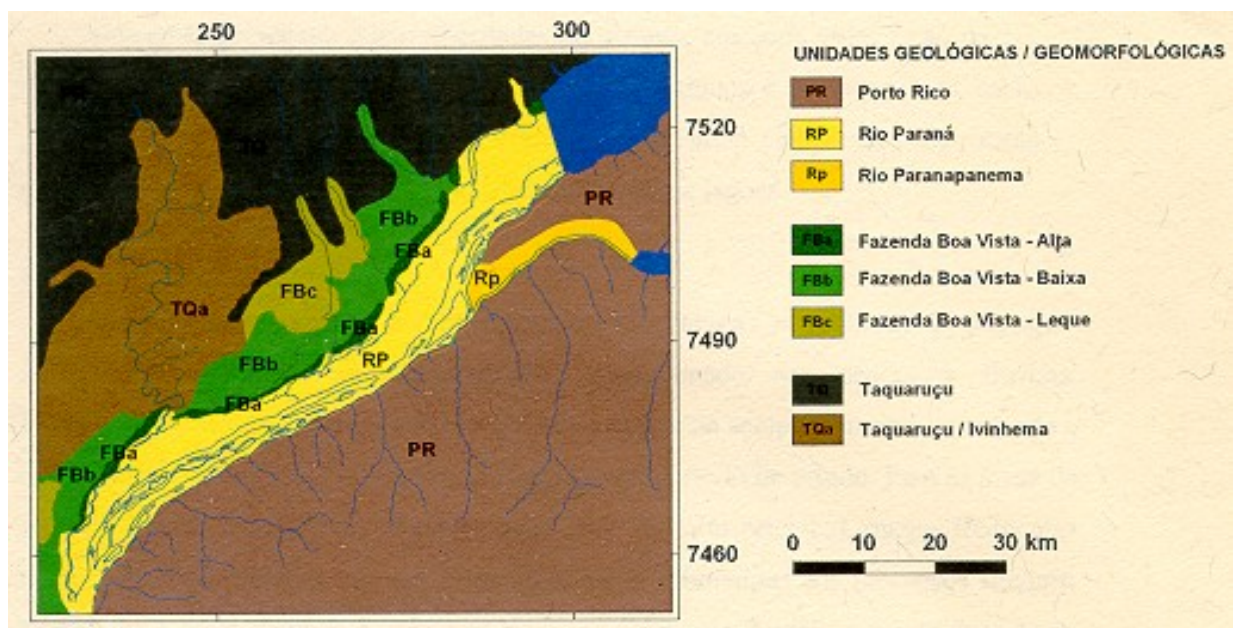 250 300
UNIDADES GEOLÓGICAS / GEOMORFOLÓGICAS
PR Porto Rico
RP Rio Paraná
Rp Rio Paranapanema
FBa Fazenda Boa Vista - Alta
FBb Fazenda Boa Vista - Baixa
FBc Fazenda Boa Vista - Leque
TQ Taquaruçu
TQa Taquaruçu / Ivinhema
0 10 20 30 km
7520
7490
7460
TQ
PR
FBb
FBa
Rp
FBc
TQa
FBa
RP
FBb
FBa
PR
FBa
FBb